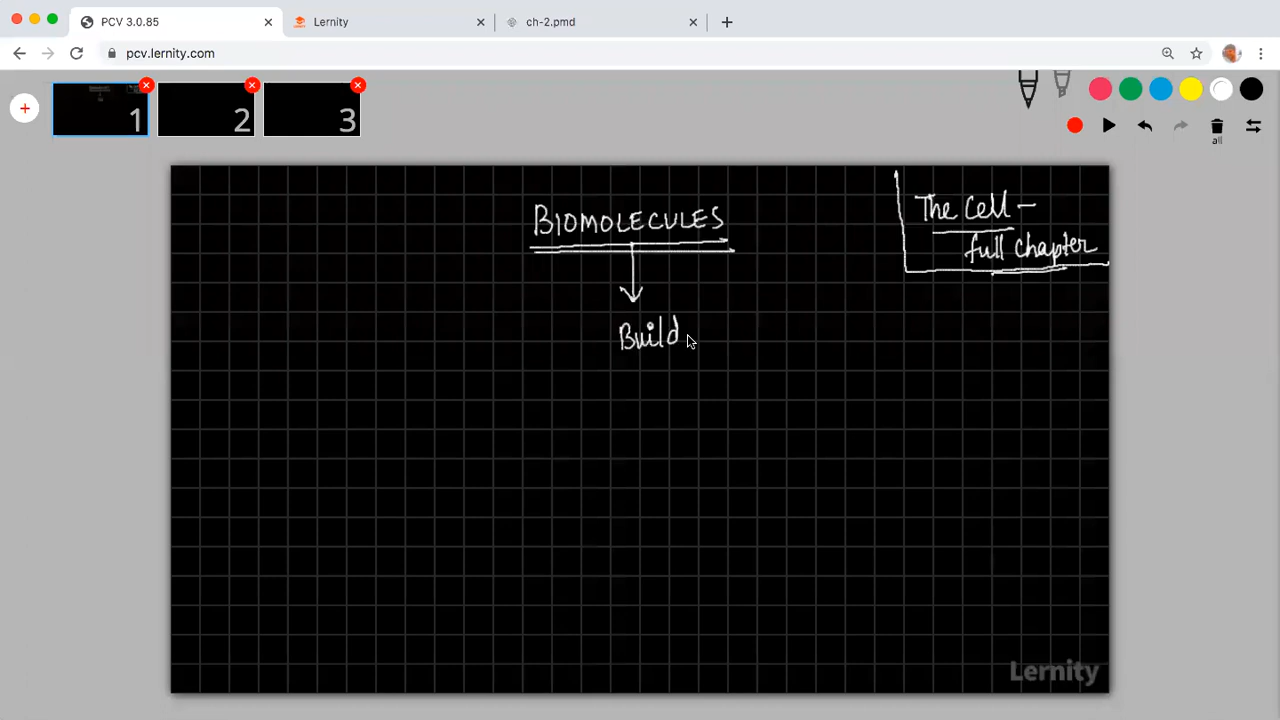 PCV 3.0.85
Lernity
ch-2.pmd
pcv.lernity.com
1
2
3
all
BIOMOLECULES
The Cell –
full chapter
Build
Lernity